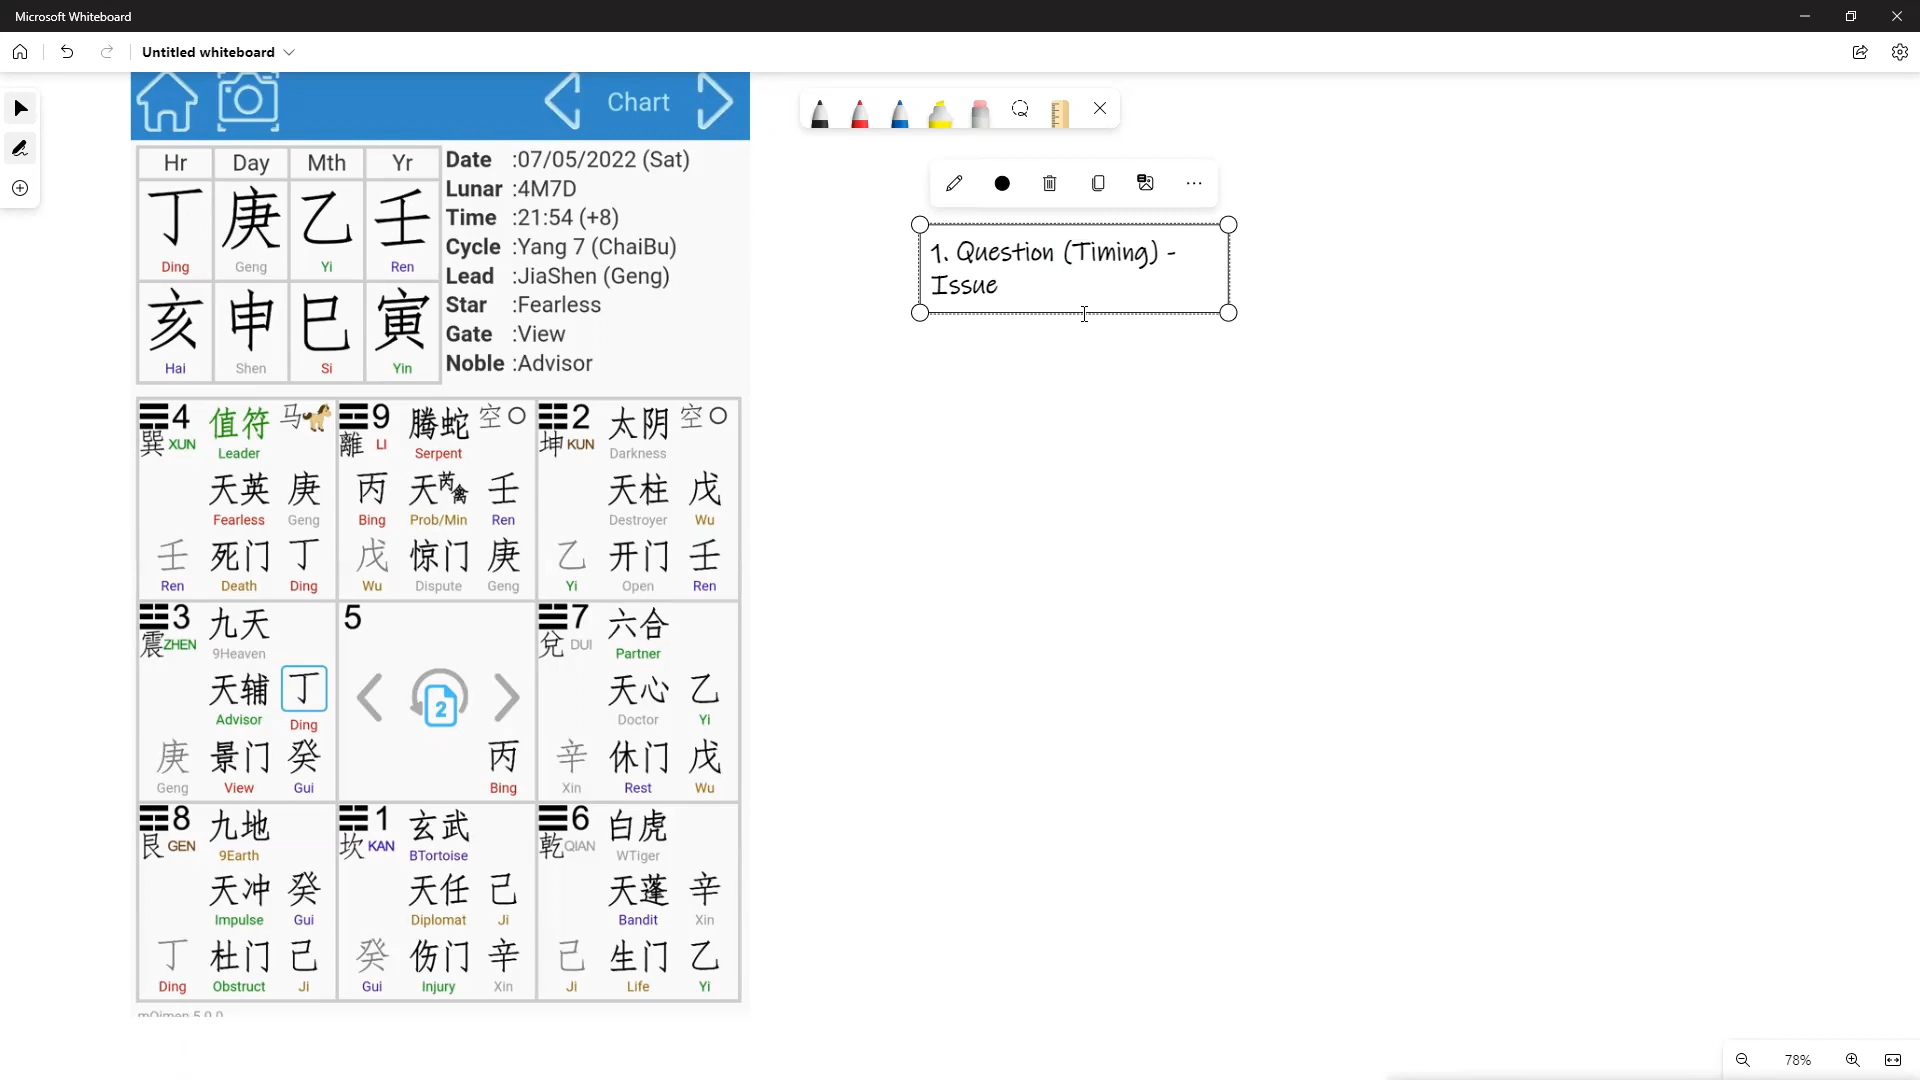 Microsoft Whiteboard
Untitled whiteboard
Chart
Hr Day Mth Yr
丁 庚 乙 壬
Ding Geng Yi Ren
亥 申 巳 寅
Hai Shen Si Yin
Date :07/05/2022 (Sat)
Lunar :4M7D
Time :21:54 (+8)
Cycle :Yang 7 (ChaiBu)
Lead :JiaShen (Geng)
Star :Fearless
Gate :View
Noble :Advisor
4 值符 马
巽 XUN Leader
天英 庚
Fearless Geng
壬 死门 丁
Ren Death Ding
9 腾蛇 空
離 LI Serpent
丙 天芮禽 壬
Bing Prob/Min Ren
戊 惊门 庚
Wu Dispute Geng
2 太阴 空
坤 KUN Darkness
天柱 戊
Destroyer Wu
乙 开门 壬
Yi Open Ren
3 九天
震 ZHEN 9Heaven
天辅 丁
Advisor Ding
庚 景门 癸
Geng View Gui
5
2
丙
Bing
7 六合
兌 DUI Partner
天心 乙
Doctor Yi
辛 休门 戊
Xin Rest Wu
8 九地
艮 GEN 9Earth
天冲 癸
Impulse Gui
丁 杜门 己
Ding Obstruct Ji
1 玄武
坎 KAN BTortoise
天任 己
Diplomat Ji
癸 伤门 辛
Gui Injury Xin
6 白虎
乾 QIAN WTiger
天蓬 辛
Bandit Xin
己 生门 乙
Ji Life Yi
1. Question (Timing) -
Issue
78%